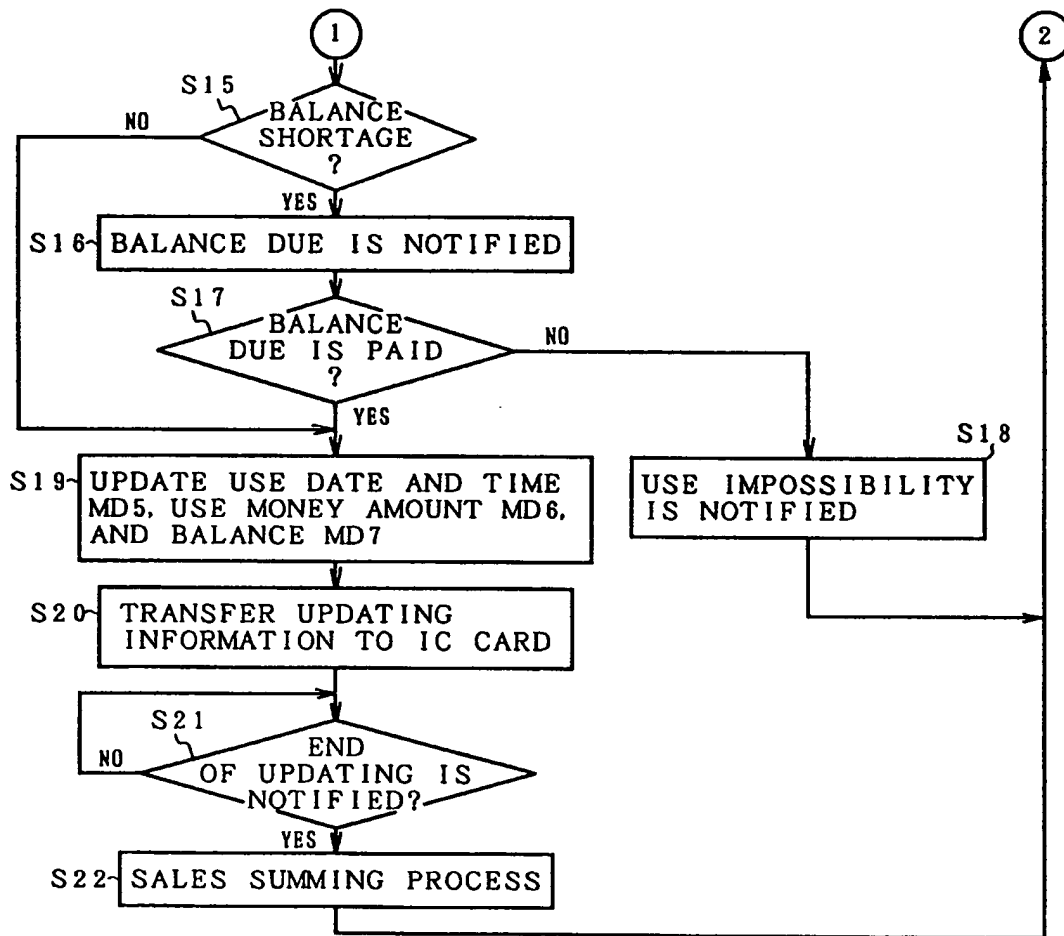 1
2
S15
BALANCE
SHORTAGE
?
NO
YES
S16
BALANCE DUE IS NOTIFIED
S17
BALANCE
DUE IS PAID
?
NO
YES
S18
USE IMPOSSIBILITY
IS NOTIFIED
S19
UPDATE USE DATE AND TIME
MD5, USE MONEY AMOUNT MD6,
AND BALANCE MD7
S20
TRANSFER UPDATING
INFORMATION TO IC CARD
S21
END
OF UPDATING IS
NOTIFIED?
NO
YES
S22
SALES SUMMING PROCESS